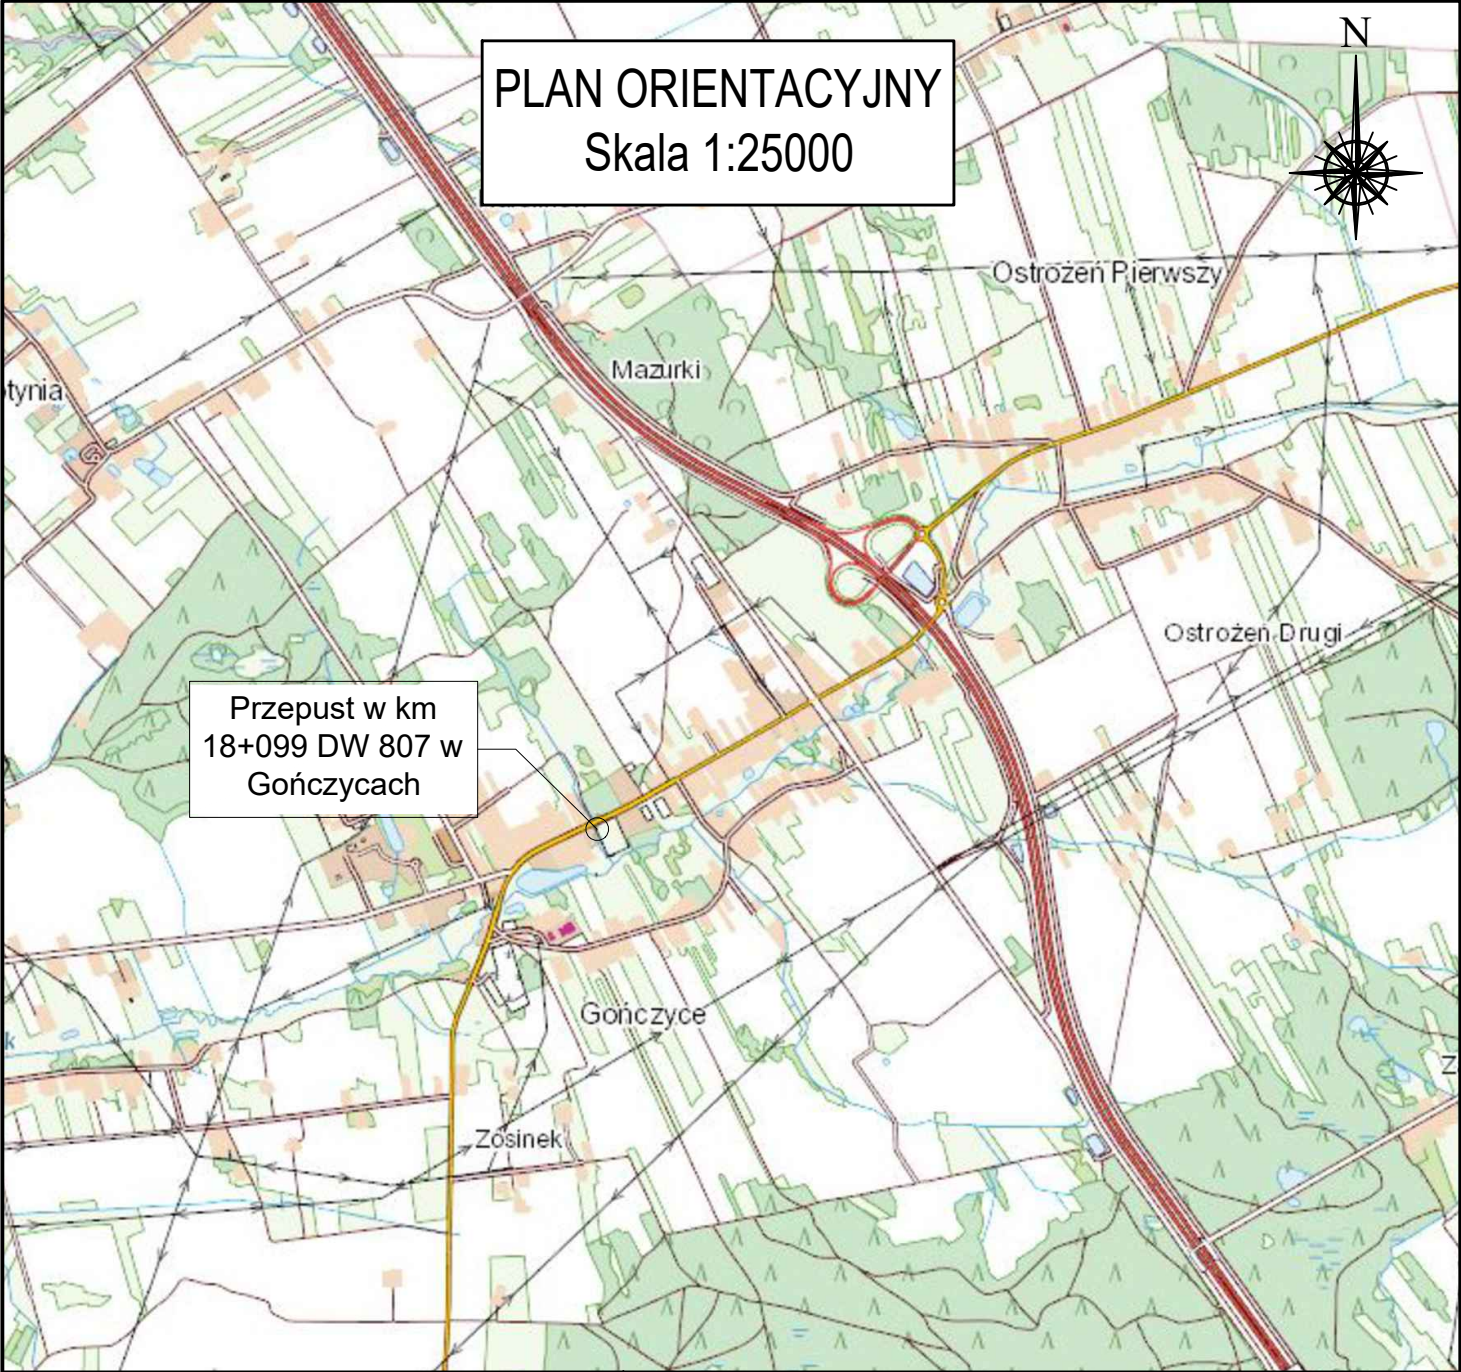 PLAN ORIENTACYJNY
Skala 1:25000
N
Ostrożeń Pierwszy
Mazurki
tynia
Ostrożeń Drugi
Przepust w km
18+099 DW 807 w
Gończycach
Gończyce
k
Z
Zosinek